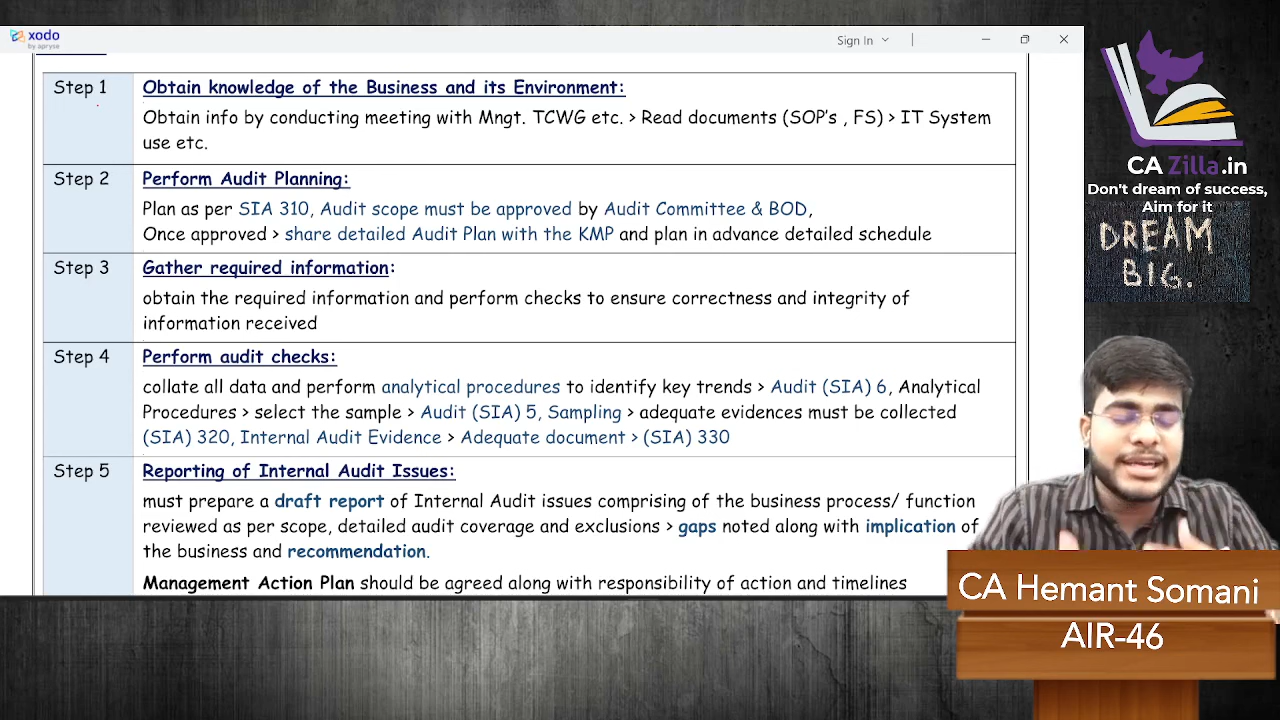 xodo
by apryse
Sign In
Step 1
Obtain knowledge of the Business and its Environment:
Obtain info by conducting meeting with Mngt. TCWG etc. > Read documents (SOP's , FS) > IT System
use etc.
Step 2
Perform Audit Planning:
Plan as per SIA 310, Audit scope must be approved by Audit Committee & BOD,
Once approved > share detailed Audit Plan with the KMP and plan in advance detailed schedule
Step 3
Gather required information:
obtain the required information and perform checks to ensure correctness and integrity of
information received
Step 4
Perform audit checks:
collate all data and perform analytical procedures to identify key trends > Audit (SIA) 6, Analytical
Procedures > select the sample > Audit (SIA) 5, Sampling > adequate evidences must be collected
(SIA) 320, Internal Audit Evidence > Adequate document > (SIA) 330
Step 5
Reporting of Internal Audit Issues:
must prepare a draft report of Internal Audit issues comprising of the business process/ function
reviewed as per scope, detailed audit coverage and exclusions > gaps noted along with implication of
the business and recommendation.
Management Action Plan should be agreed along with responsibility of action and timelines
CA Zilla.in
Don't dream of success,
Aim for it
DREAM
BIG.
CA Hemant Somani
AIR-46